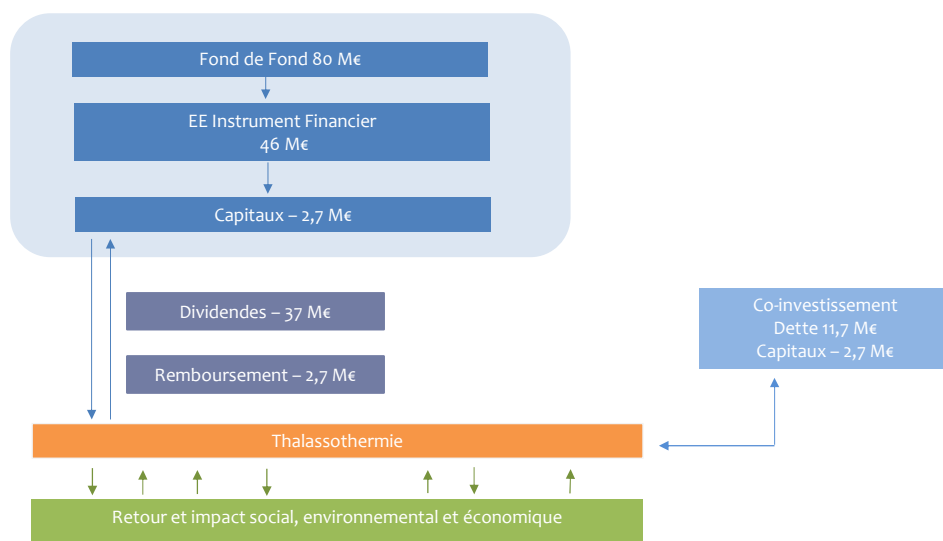 Fond de Fond 80 M€
EE Instrument Financier
46 M€
Capitaux – 2,7 M€
Dividendes – 37 M€
Remboursement – 2,7 M€
Co-investissement
Dette 11,7 M€
Capitaux – 2,7 M€
Thalassothermie
Retour et impact social, environnemental et économique